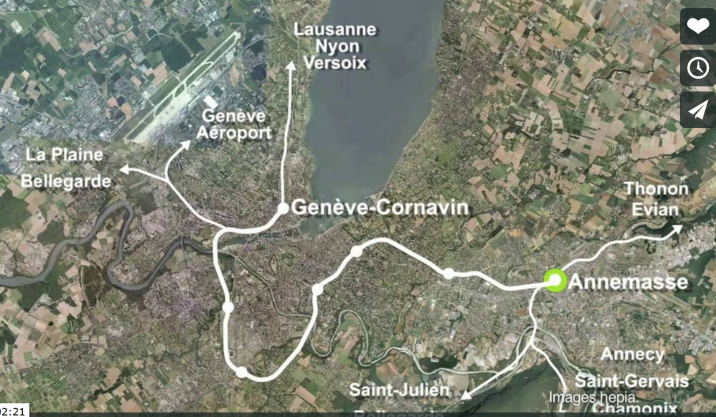 Lausanne
Nyon
Versoix
Genève
Aéroport
La Plaine
Bellegarde
Genève-Cornavin
Thonon
Evian
Annemasse
Annecy
Saint-Gervais
Saint-Julien
Images hepia.
Chamonix
02:21